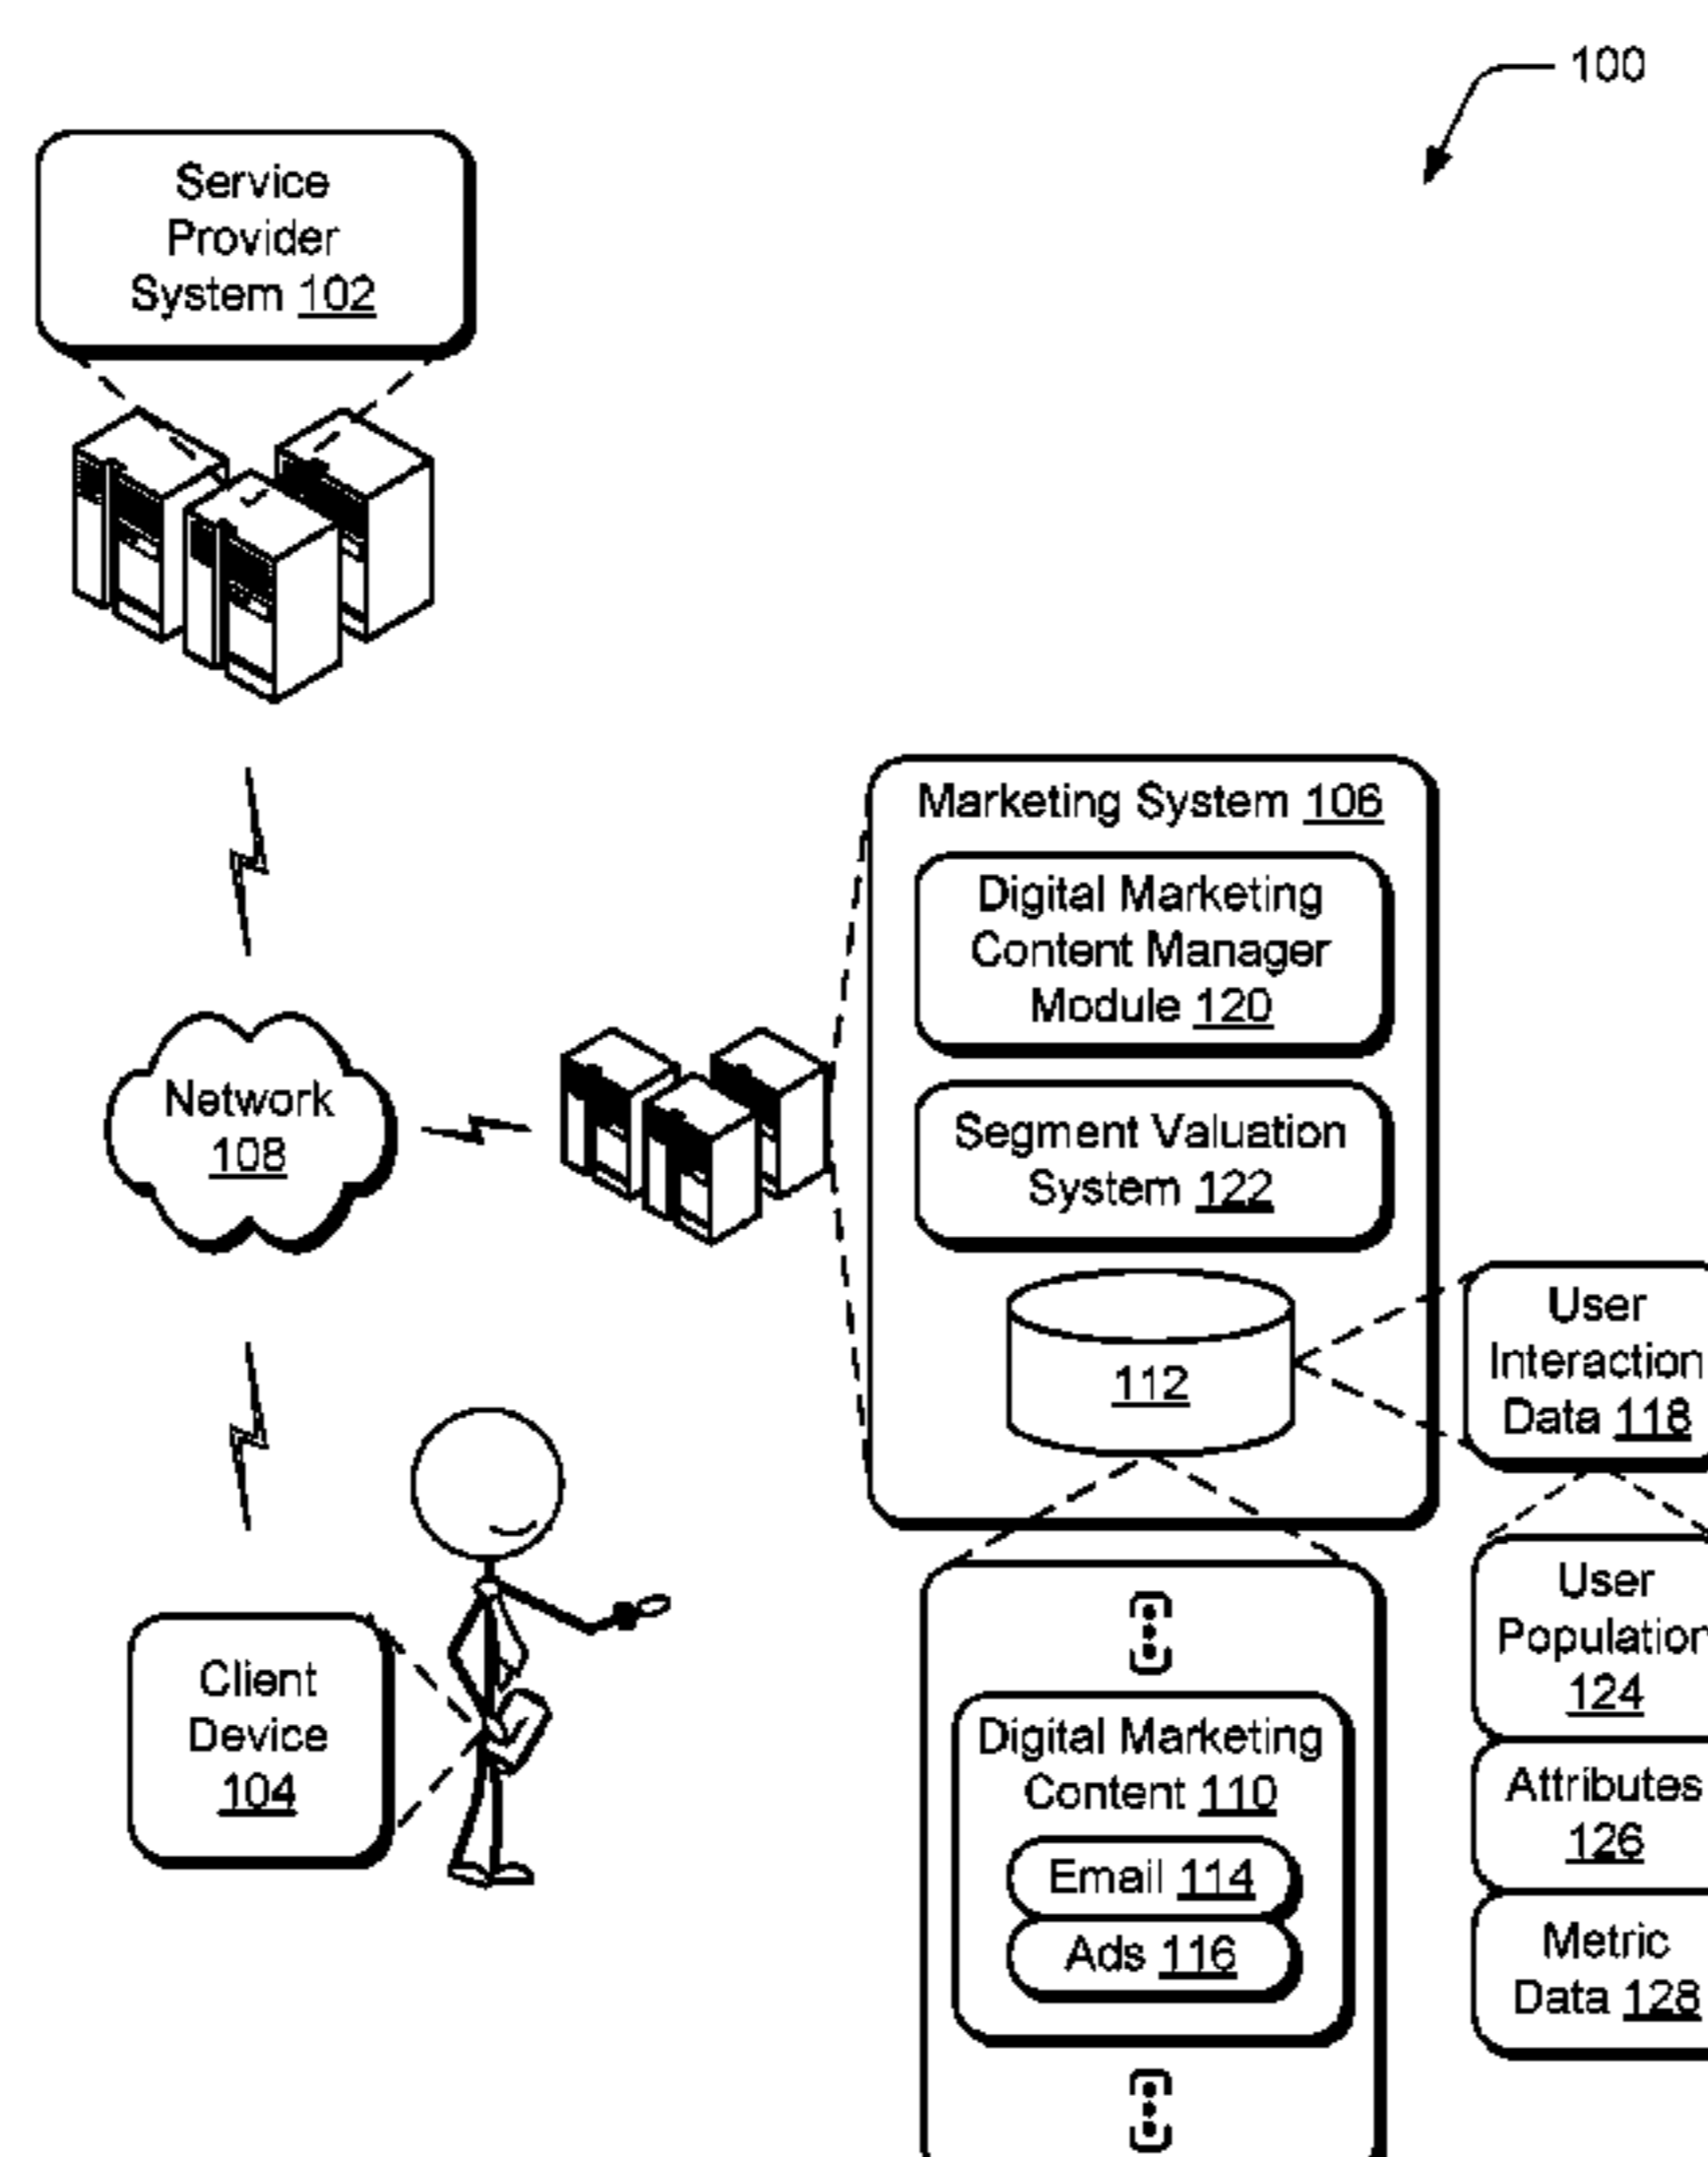 100
Service
Provider
System 102
Marketing System 106
Digital Marketing
Content Manager
Module 120
Segment Valuation
System 122
112
Network
108
User
Interaction
Data 118
User
Population
124
Attributes
126
Metric
Data 128
Client
Device
104
Digital Marketing
Content 110
Email 114
Ads 116